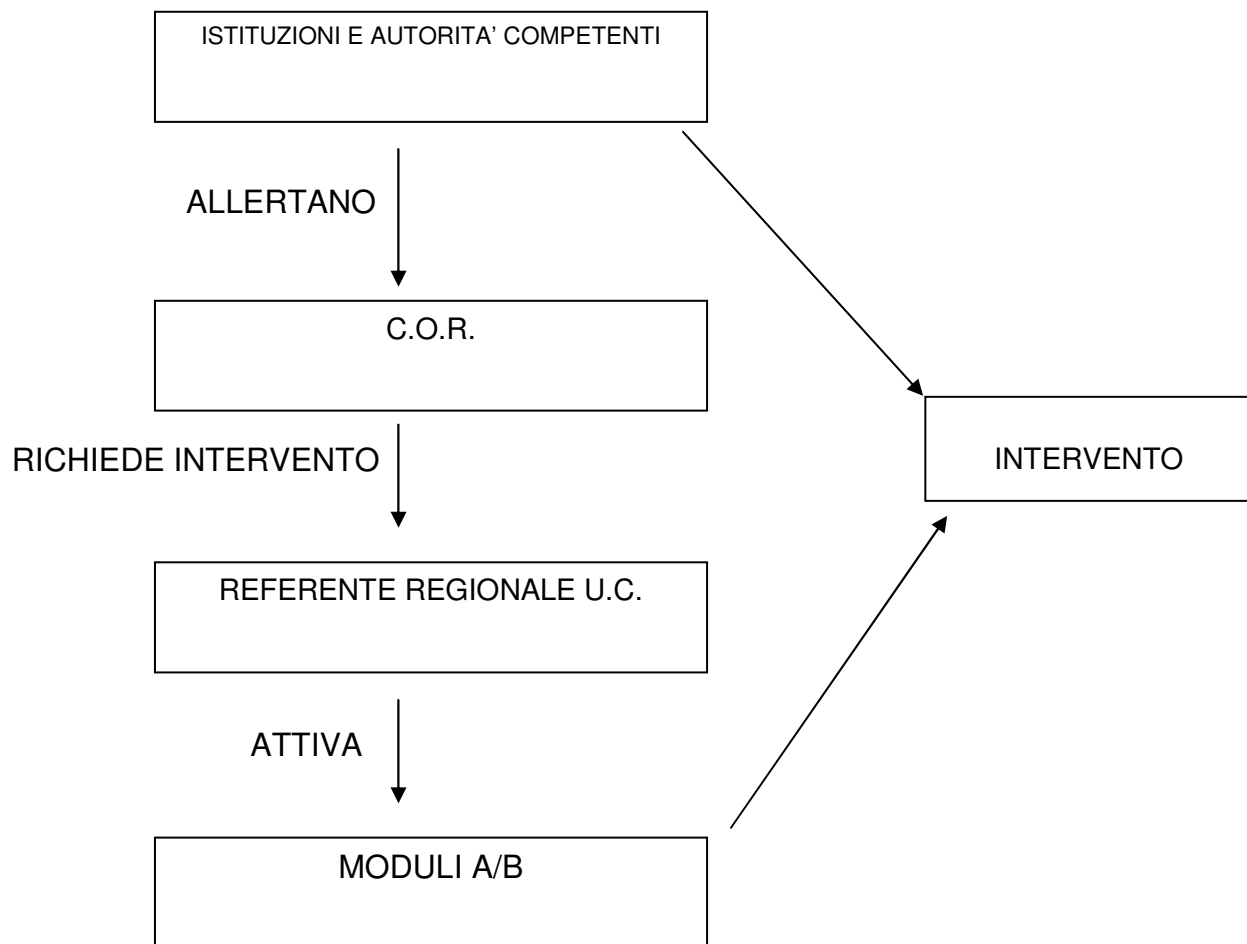 ISTITUZIONI E AUTORITA’ COMPETENTI
ALLERTANO
C.O.R.
RICHIEDE INTERVENTO
INTERVENTO
REFERENTE REGIONALE U.C.
ATTIVA
MODULI A/B